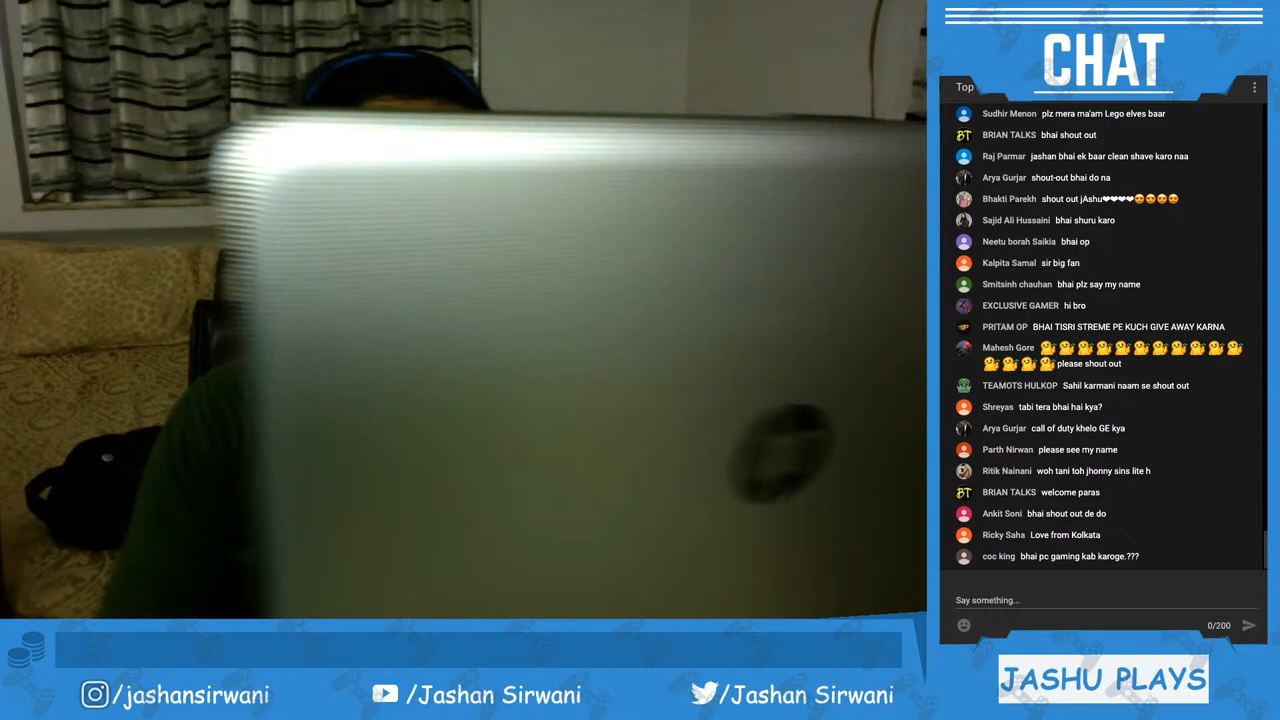 CHAT
Top
Sudhir Menon plz mera ma'am Lego elves baar
BRIAN TALKS bhai shout out
Raj Parmar jashan bhai ek baar clean shave karo naa
Arya Gurjar shout-out bhai do na
Bhakti Parekh shout out jAshu❤❤❤❤😍😍😍😍
Sajid Ali Hussaini bhai shuru karo
Neetu borah Saikia bhai op
Kalpita Samal sir big fan
Smitsinh chauhan bhai plz say my name
EXCLUSIVE GAMER hi bro
PRITAM OP BHAI TISRI STREME PE KUCH GIVE AWAY KARNA
Mahesh Gore
please shout out
TEAMOTS HULKOP Sahil karmani naam se shout out
Shreyas tabi tera bhai hai kya?
Arya Gurjar call of duty khelo GE kya
Parth Nirwan please see my name
Ritik Nainani woh tani toh jhonny sins lite h
BRIAN TALKS welcome paras
Ankit Soni bhai shout out de do
Ricky Saha Love from Kolkata
coc king bhai pc gaming kab karoge.???
Say something...
0/200
JASHU PLAYS
/jashansirwani /Jashan Sirwani /Jashan Sirwani